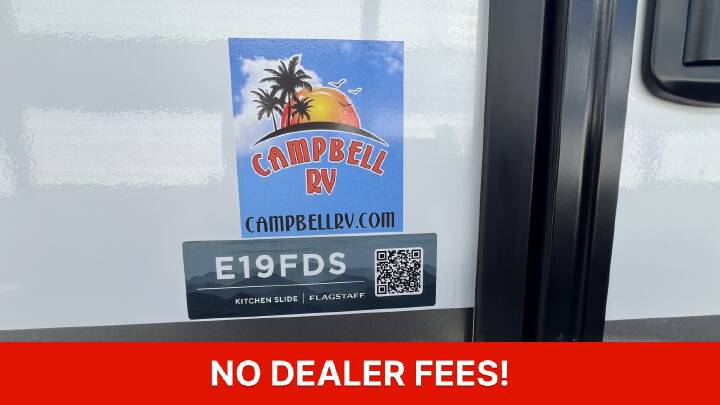 CAMPBELL
RV
CAMPBELLRV.COM
E19FDS
KITCHEN SLIDE | FLAGSTAFF
NO DEALER FEES!